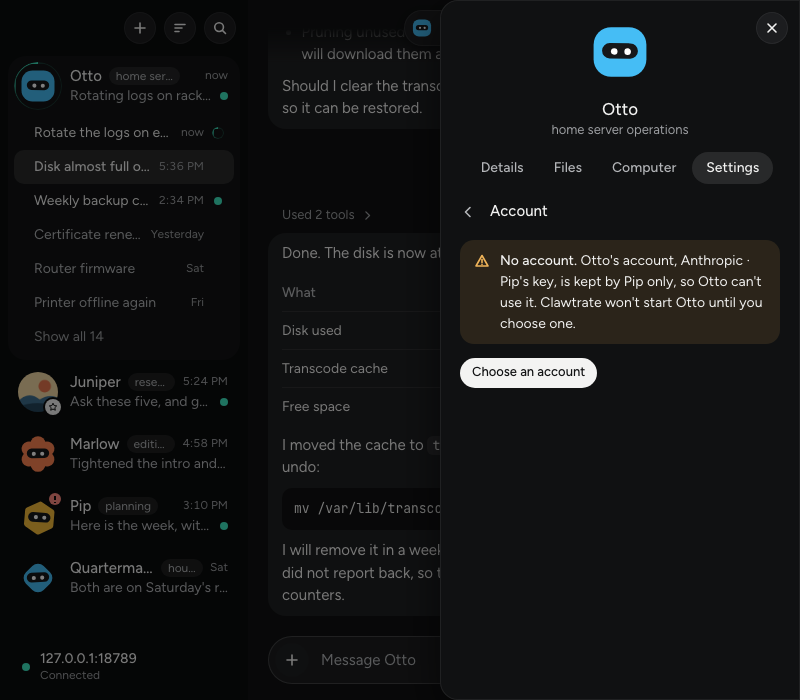 Otto home ser... now
Rotating logs on rack...
Rotate the logs on e... now
Disk almost full o... 5:36 PM
Weekly backup c... 2:34 PM
Certificate rene... Yesterday
Router firmware Sat
Printer offline again Fri
Show all 14
Juniper rese... 5:24 PM
Ask these five, and g...
Marlow editi... 4:58 PM
Tightened the intro and...
Pip planning 3:10 PM
Here is the week, wit...
Quarterma... hou... Sat
Both are on Saturday's r...
127.0.0.1:18789
Connected
Pruning unused
will download them a
Should I clear the transc
so it can be restored.
Used 2 tools
Done. The disk is now at
What
Disk used
Transcode cache
Free space
I moved the cache to t
undo:
mv /var/lib/transco
I will remove it in a week
did not report back, so t
counters.
Message Otto
Otto
home server operations
Details Files Computer Settings
Account
No account. Otto's account, Anthropic ·
Pip's key, is kept by Pip only, so Otto can't
use it. Clawtrate won't start Otto until you
choose one.
Choose an account